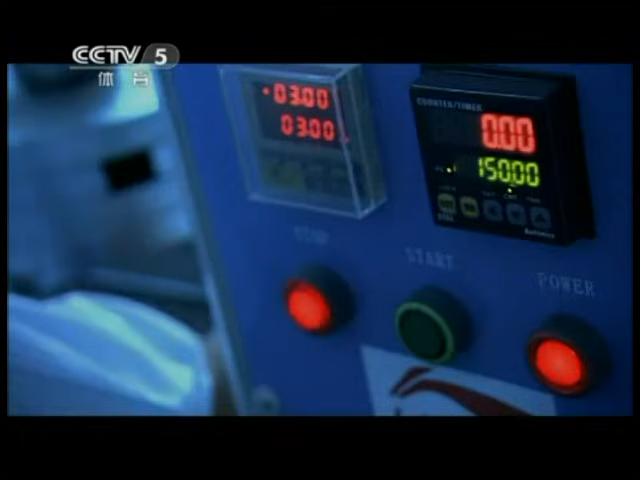 CCTV 5
体育
03.00
03.00
COUNTER/TIMER
0.00
150.00
STOP
START
POWER